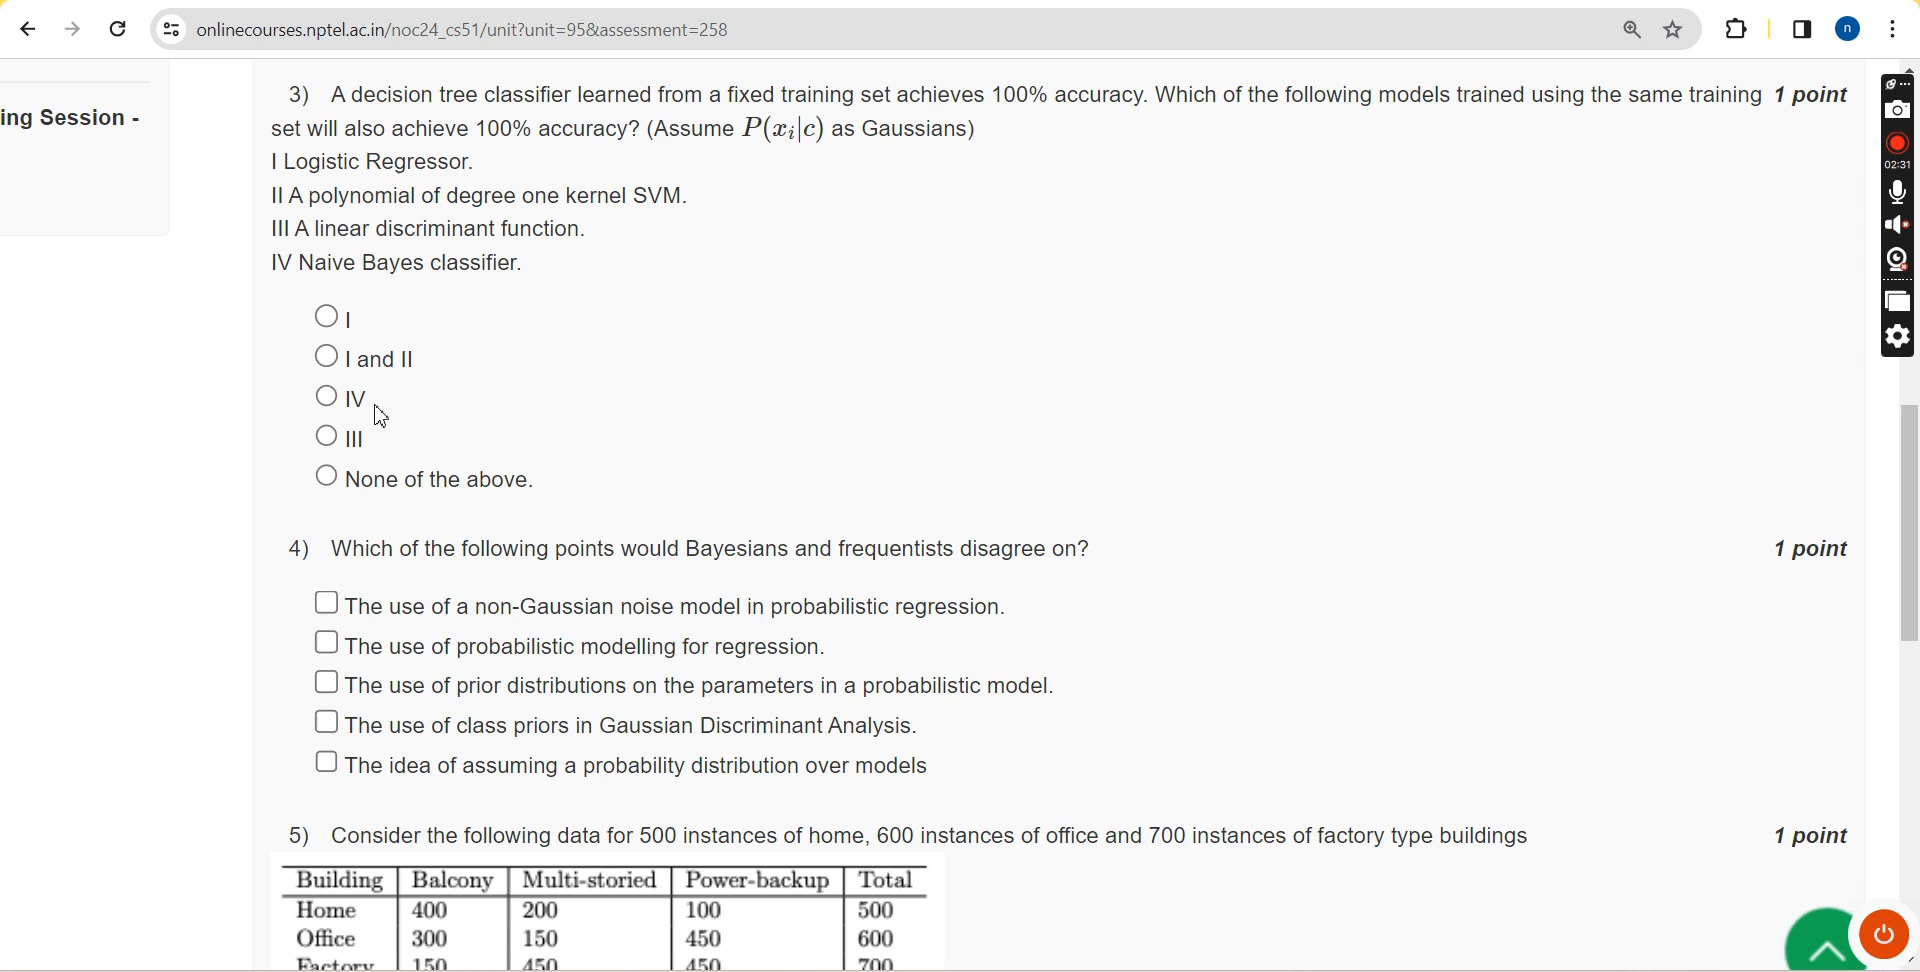 onlinecourses.nptel.ac.in/noc24_cs51/unit?unit=95&assessment=258
n
ing Session -
3) A decision tree classifier learned from a fixed training set achieves 100% accuracy. Which of the following models trained using the same training 1 point
set will also achieve 100% accuracy? (Assume P(xᵢ|c) as Gaussians)
I Logistic Regressor.
II A polynomial of degree one kernel SVM.
III A linear discriminant function.
IV Naive Bayes classifier.
I
I and II
IV
III
None of the above.
4) Which of the following points would Bayesians and frequentists disagree on? 1 point
The use of a non-Gaussian noise model in probabilistic regression.
The use of probabilistic modelling for regression.
The use of prior distributions on the parameters in a probabilistic model.
The use of class priors in Gaussian Discriminant Analysis.
The idea of assuming a probability distribution over models
5) Consider the following data for 500 instances of home, 600 instances of office and 700 instances of factory type buildings 1 point
Building Balcony Multi-storied Power-backup Total
Home 400 200 100 500
Office 300 150 450 600
Factory 150 450 450 700
02:31